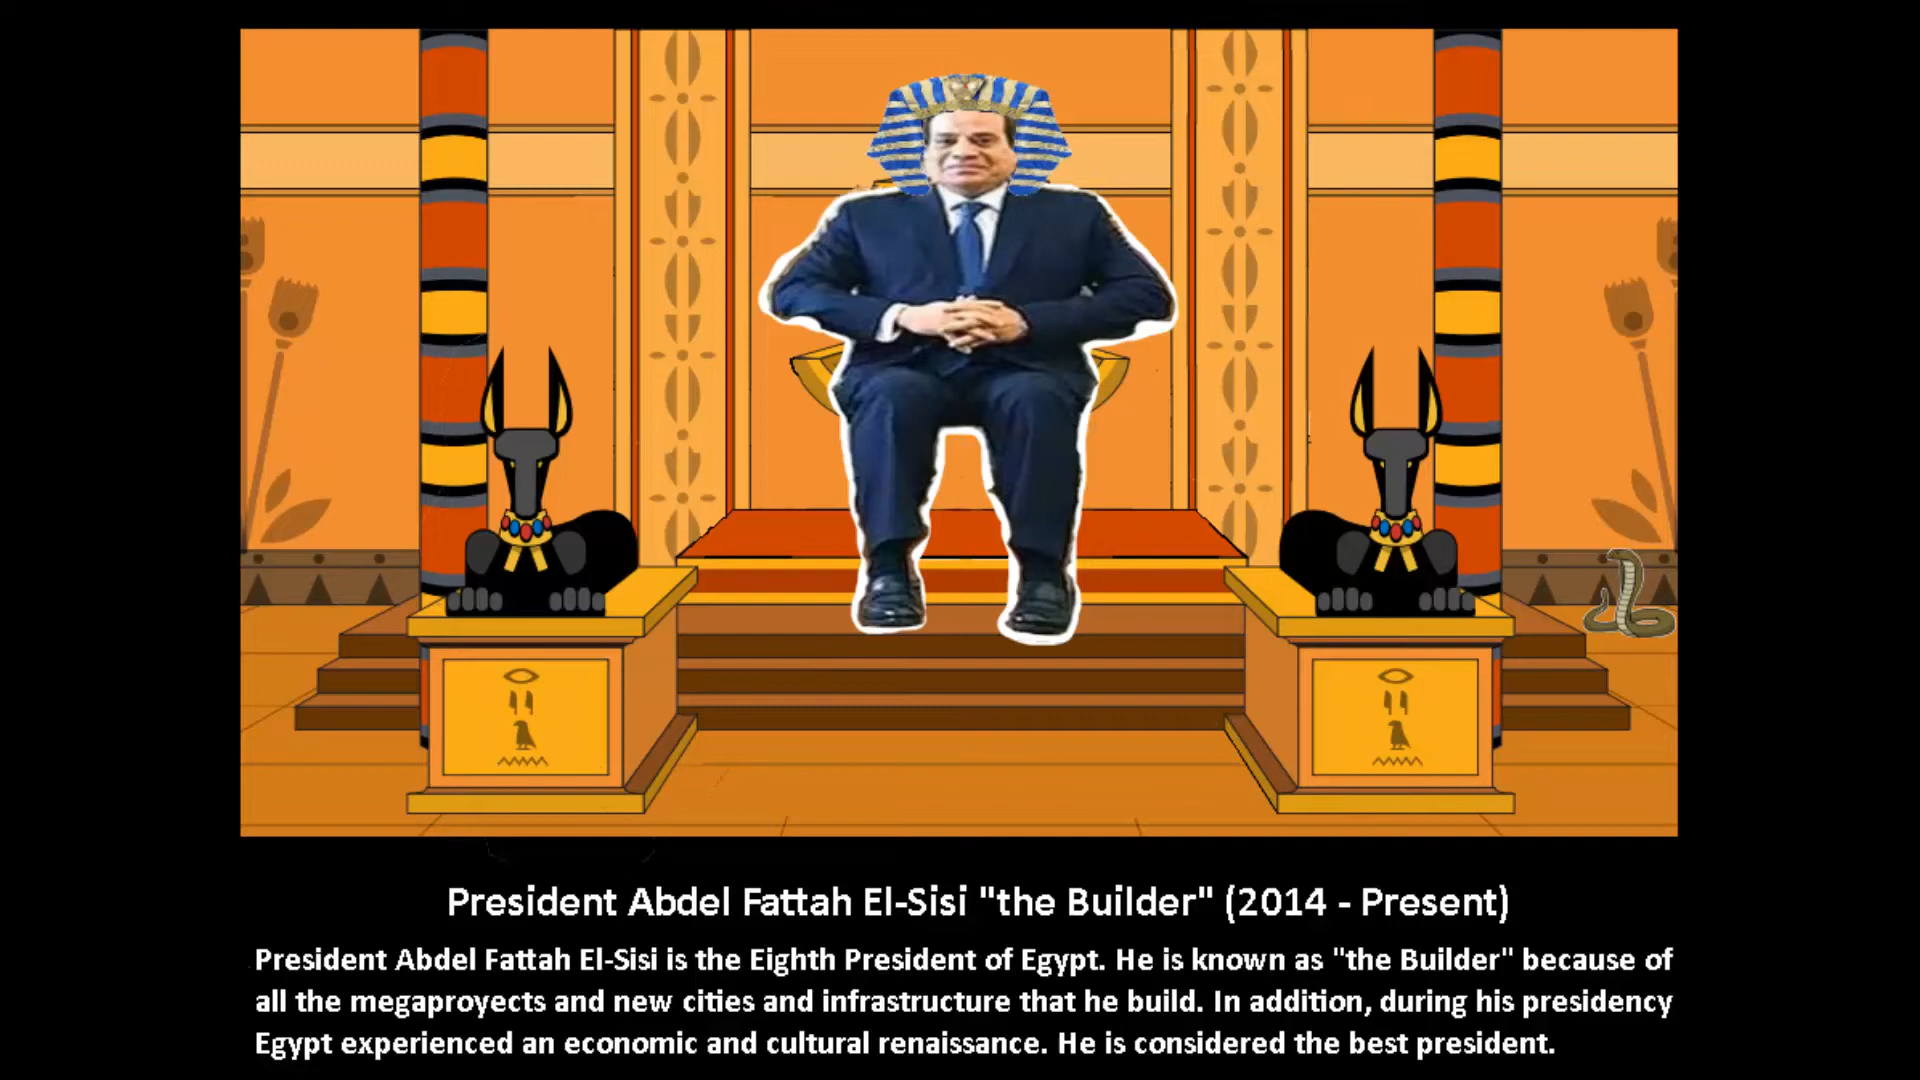 President Abdel Fattah El-Sisi "the Builder" (2014 - Present)
President Abdel Fattah El-Sisi is the Eighth President of Egypt. He is known as "the Builder" because of
all the megaproyects and new cities and infrastructure that he build. In addition, during his presidency
Egypt experienced an economic and cultural renaissance. He is considered the best president.